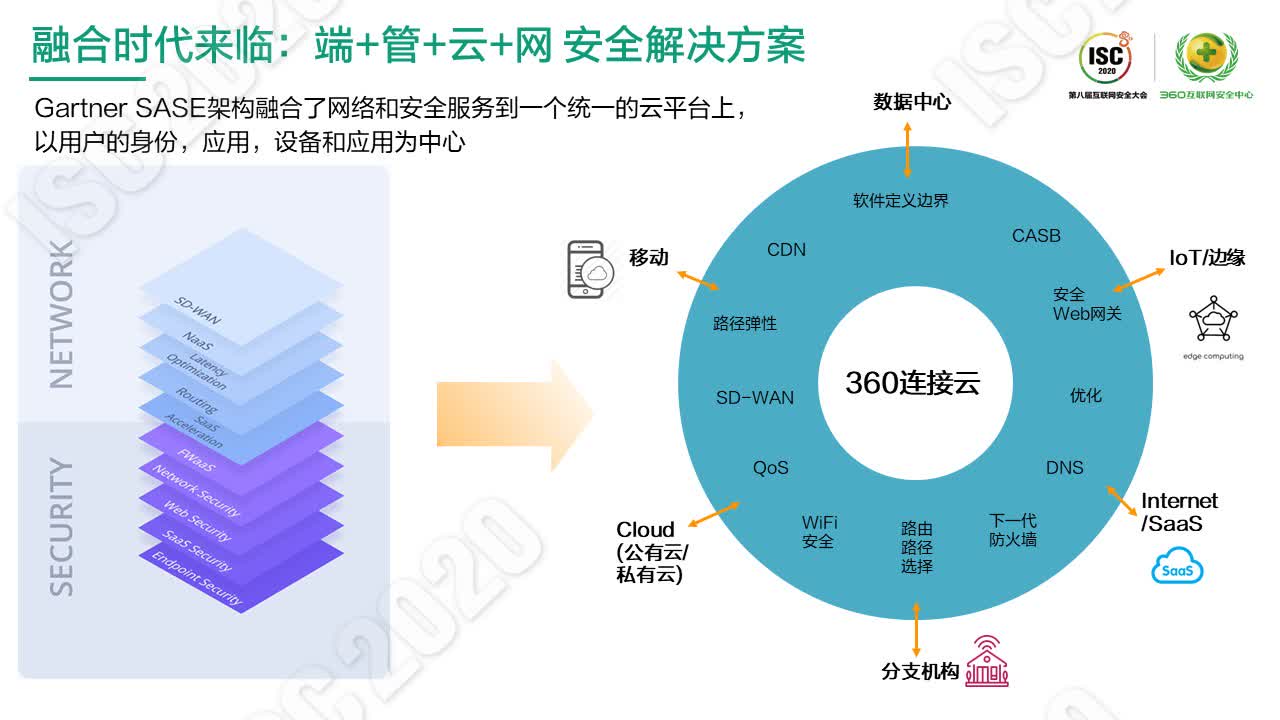 融合时代来临：端+管+云+网 安全解决方案
ISC
2020
第八届互联网安全大会
360互联网安全中心
Gartner SASE架构融合了网络和安全服务到一个统一的云平台上，
以用户的身份，应用，设备和应用为中心
NETWORK
SD-WAN
NaaS
Latency
Optimization
Routing
SaaS
Acceleration
SECURITY
FWaaS
Network Security
Web Security
SaaS Security
Endpoint Security
数据中心
软件定义边界
CDN
CASB
移动
IoT/边缘
安全
Web网关
edge computing
路径弹性
360连接云
SD-WAN
优化
QoS
DNS
Internet
/SaaS
SaaS
Cloud
(公有云/
私有云)
WiFi
安全
路由
路径
选择
下一代
防火墙
分支机构
ISC 2020
ISC 2020
ISC 2020
ISC 2020